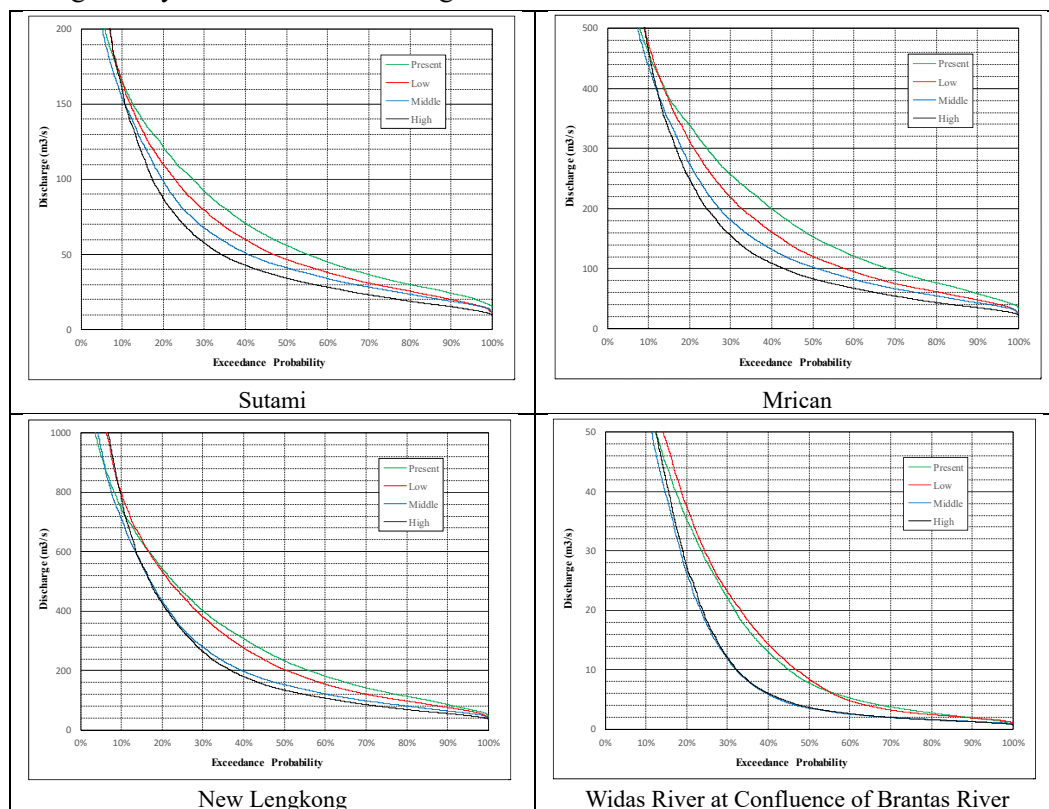 200
150
100
50
0
Discharge (m3/s)
0% 10% 20% 30% 40% 50% 60% 70% 80% 90% 100%
Exceedance Probability
Present
Low
Middle
High
Sutami
500
400
300
200
100
0
Discharge (m3/s)
0% 10% 20% 30% 40% 50% 60% 70% 80% 90% 100%
Exceedance Probability
Present
Low
Middle
High
Mrican
1000
800
600
400
200
0
Discharge (m3/s)
0% 10% 20% 30% 40% 50% 60% 70% 80% 90% 100%
Exceedance Probability
Present
Low
Middle
High
New Lengkong
50
40
30
20
10
0
Discharge (m3/s)
0% 10% 20% 30% 40% 50% 60% 70% 80% 90% 100%
Exceedance Probability
Present
Low
Middle
High
Widas River at Confluence of Brantas River